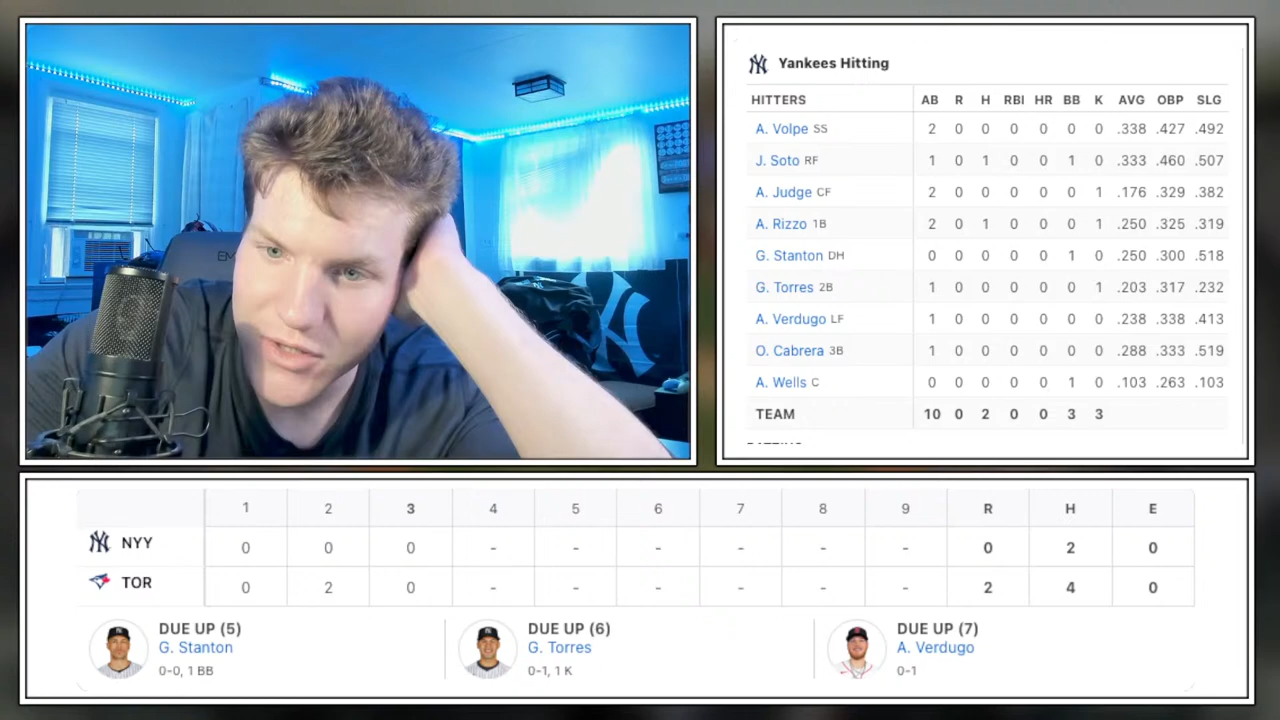 Yankees Hitting
HITTERS AB R H RBI HR BB K AVG OBP SLG
A. Volpe SS 2 0 0 0 0 0 0 .338 .427 .492
J. Soto RF 1 0 1 0 0 1 0 .333 .460 .507
A. Judge CF 2 0 0 0 0 0 1 .176 .329 .382
A. Rizzo 1B 2 0 1 0 0 0 1 .250 .325 .319
G. Stanton DH 0 0 0 0 0 1 0 .250 .300 .518
G. Torres 2B 1 0 0 0 0 0 1 .203 .317 .232
A. Verdugo LF 1 0 0 0 0 0 0 .238 .338 .413
O. Cabrera 3B 1 0 0 0 0 0 0 .288 .333 .519
A. Wells C 0 0 0 0 0 1 0 .103 .263 .103
TEAM 10 0 2 0 0 3 3
1 2 3 4 5 6 7 8 9 R H E
NYY 0 0 0 - - - - - - 0 2 0
TOR 0 2 0 - - - - - - 2 4 0
DUE UP (5)
G. Stanton
0-0, 1 BB
DUE UP (6)
G. Torres
0-1, 1 K
DUE UP (7)
A. Verdugo
0-1